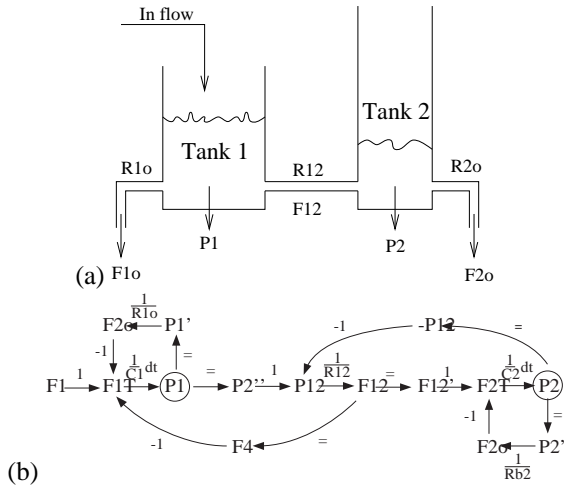 In flow
Tank 1
Tank 2
R1o
R12
R2o
F12
P1
P2
F1o
F2o
(a)
1/R1o
F2o P1'
-1 =
-1 -P12 =
F1 1 F1T 1/C1 dt P1 = P2'' 1 P12 1/R12 F12 = F12' 1 F2T 1/C2 dt P2
-1 F4 =
-1 =
F2o P2'
1/Rb2
(b)